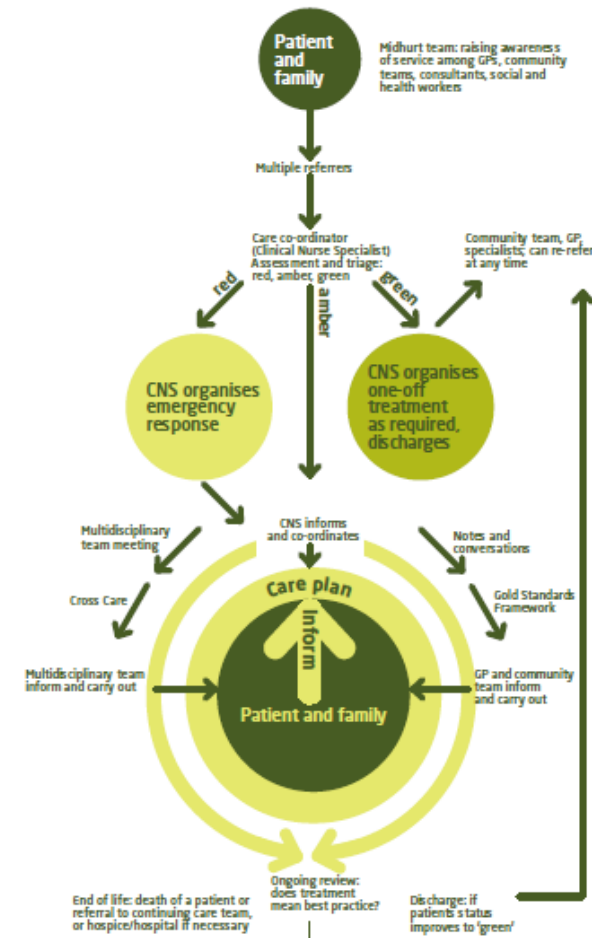 Patient
and
family
Midhurt team: raising awareness
of service among GPs, community
teams, consultants, social and
health workers
Multiple referrers
Care co-ordinator
(Clinical Nurse Specialist)
Assessment and triage:
red, amber, green
Community team, GP,
specialists; can re-refer
at any time
red
amber
green
CNS organises
emergency
response
CNS organises
one-off
treatment
as required,
discharges
Multidisciplinary
team meeting
CNS informs
and co-ordinates
Notes and
conversations
Care plan
Cross Care
Gold Standards
Framework
Inform
Multidisciplinary team
inform and carry out
GP and community
team inform
and carry out
Patient and family
Ongoing review:
does treatment
mean best practice?
End of life: death of a patient or
referral to continuing care team,
or hospice/hospital if necessary
Discharge: if
patients status
improves to 'green'